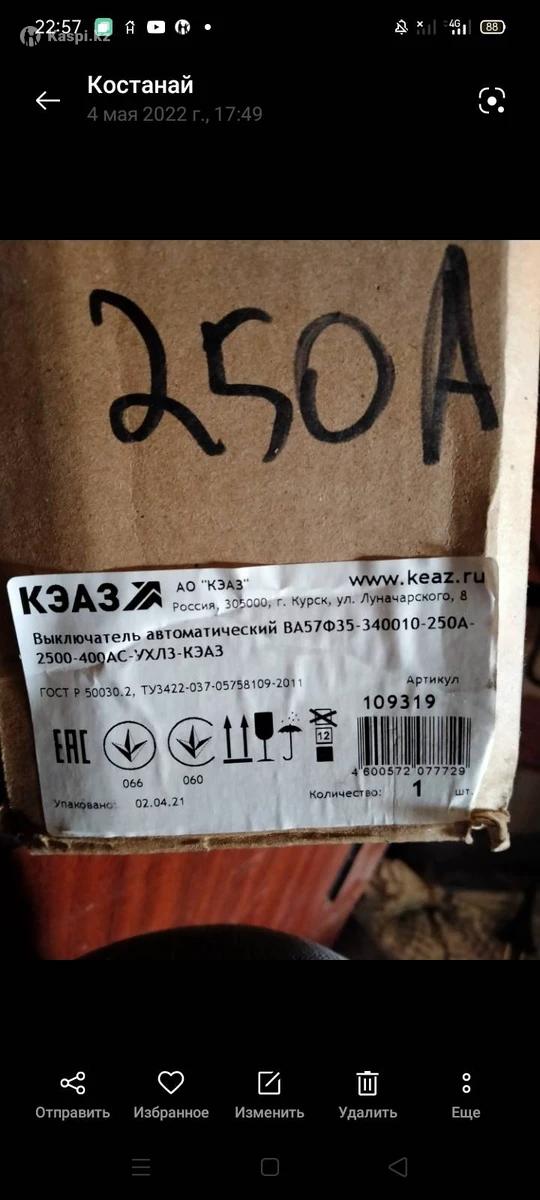 22:57
4G
88
Kaspi.kz
Костанай
4 мая 2022 г., 17:49
250А
КЭАЗ
АО "КЭАЗ"
www.keaz.ru
Россия, 305000, г. Курск, ул. Луначарского, 8
Выключатель автоматический ВА57Ф35-340010-250А-
2500-400АС-УХЛ3-КЭАЗ
ГОСТ Р 50030.2, ТУ3422-037-05758109-2011
Артикул
109319
EAC
12
066
060
4 600572 077729
Упаковано:
02.04.21
Количество:
1
шт.
Отправить
Избранное
Изменить
Удалить
Еще